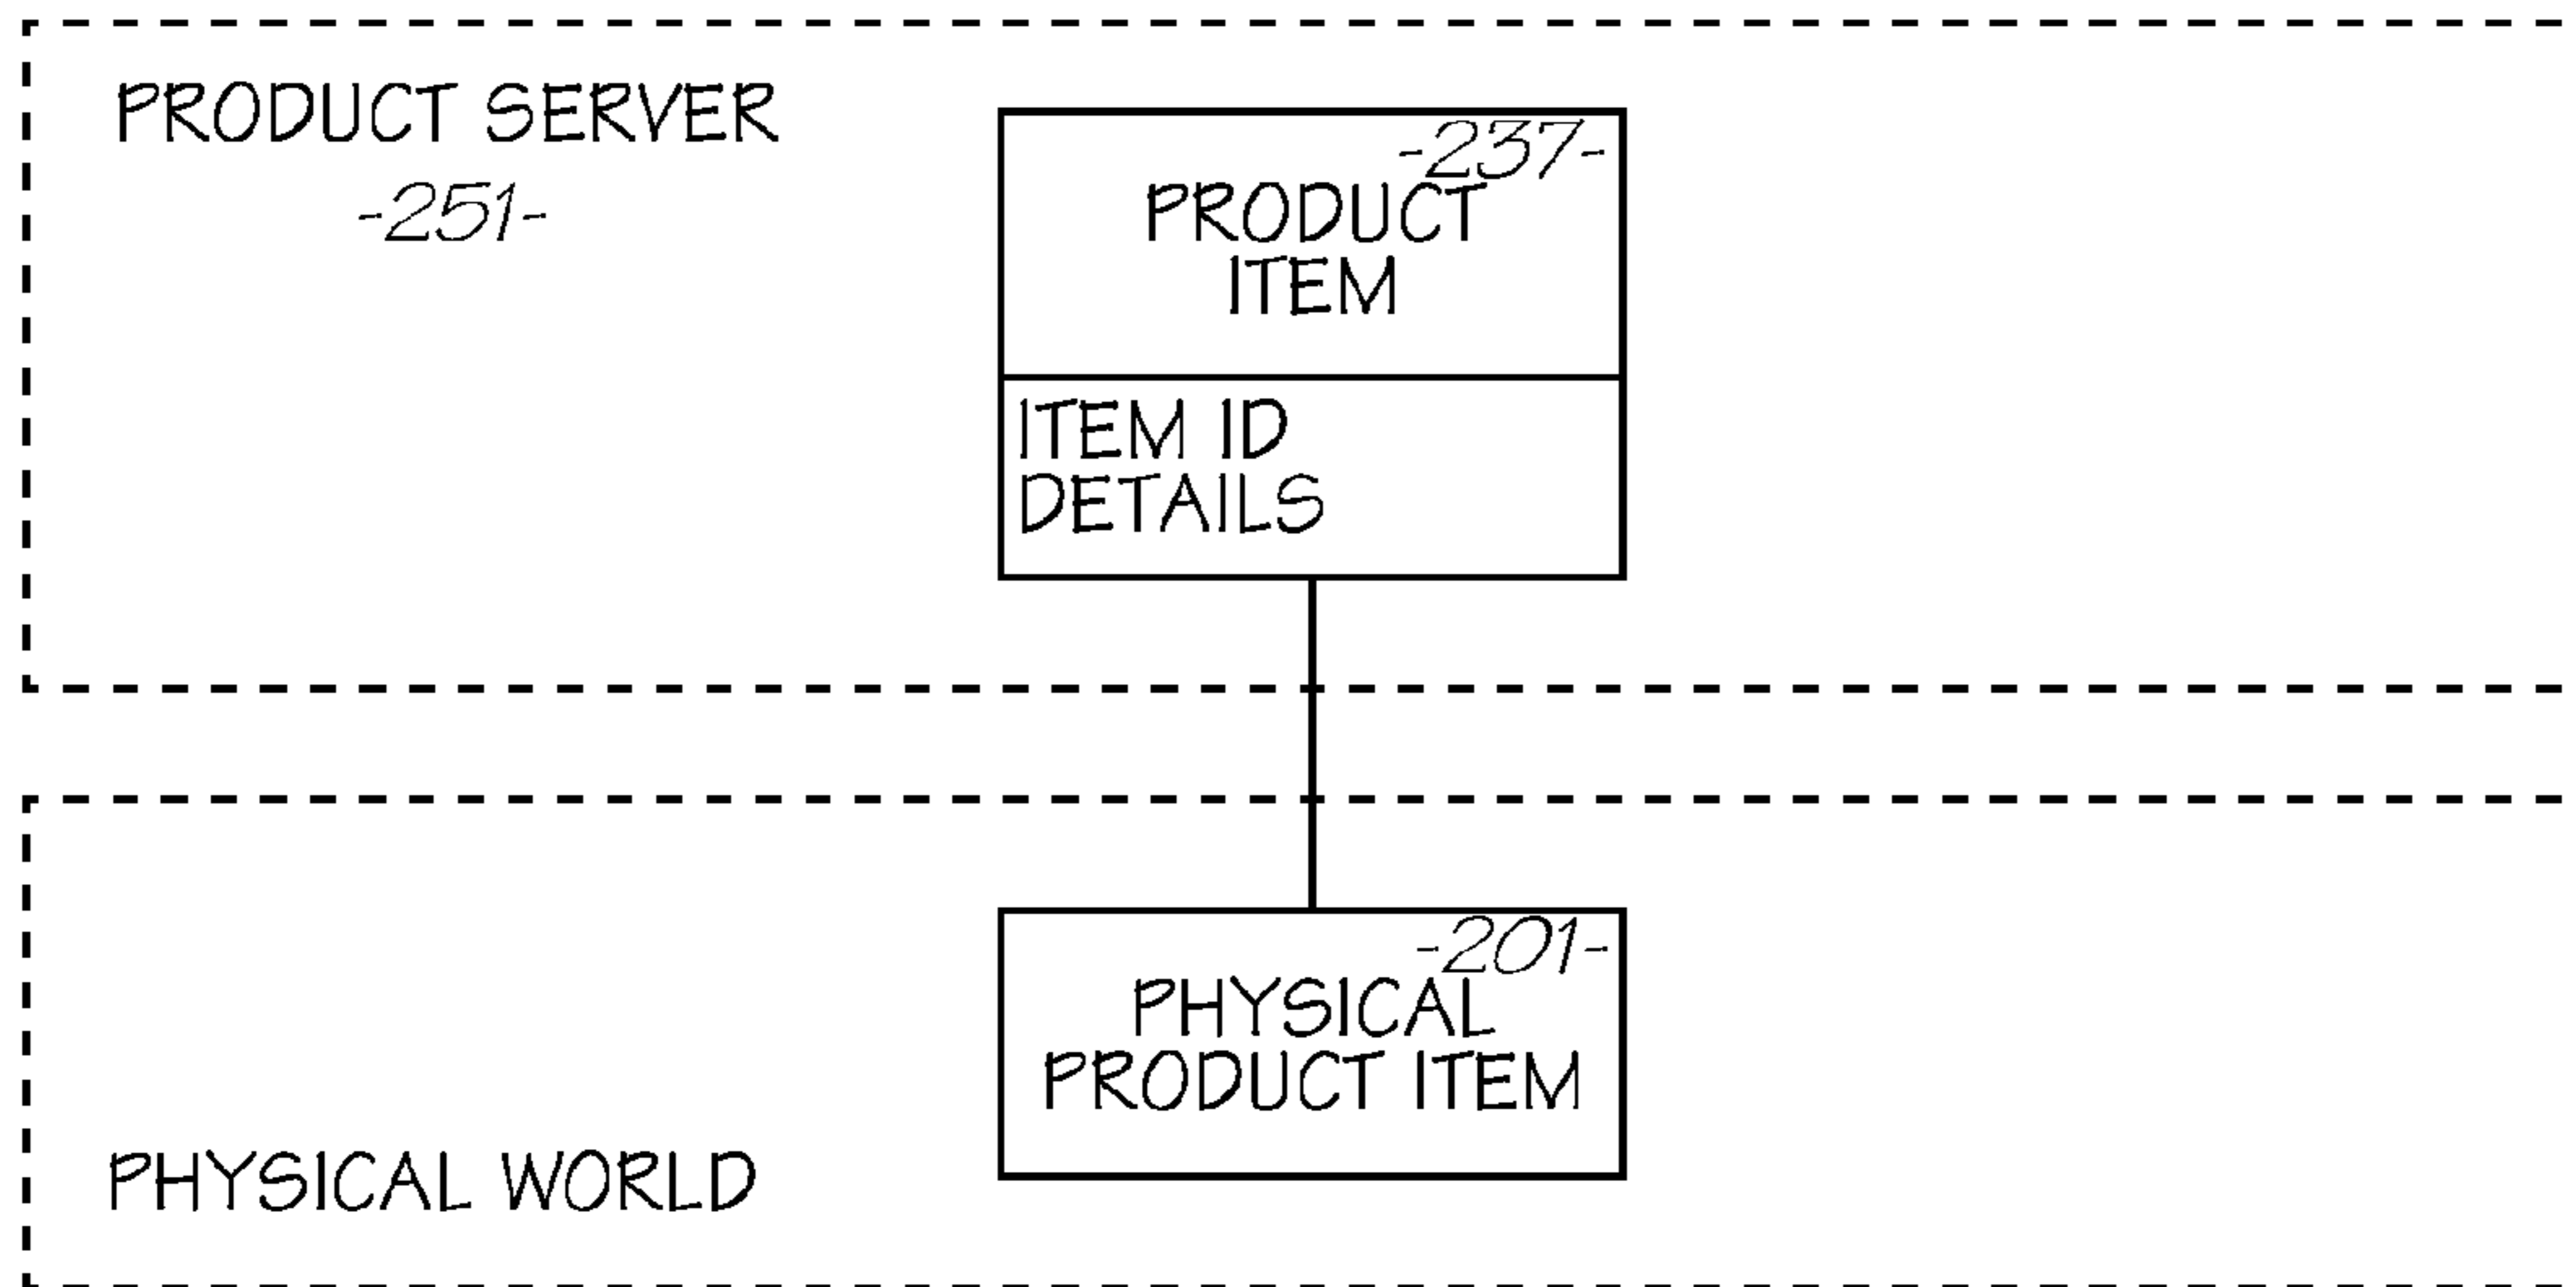 PRODUCT SERVER
-251-
-237-
PRODUCT
ITEM
ITEM ID
DETAILS
-201-
PHYSICAL
PRODUCT ITEM
PHYSICAL WORLD